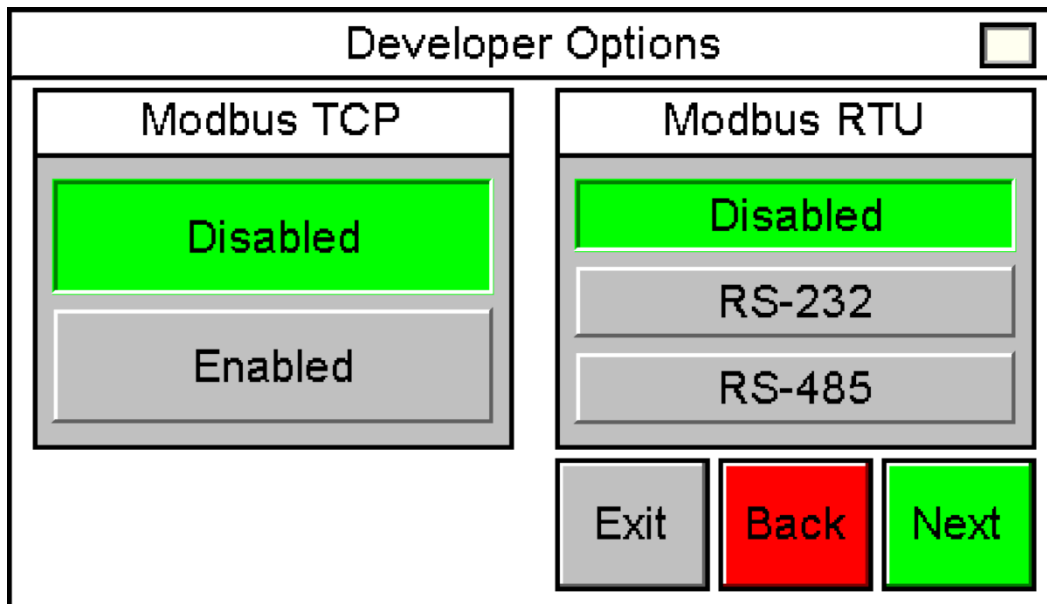 Developer Options
Modbus TCP
Disabled
Enabled
Modbus RTU
Disabled
RS-232
RS-485
Exit
Back
Next